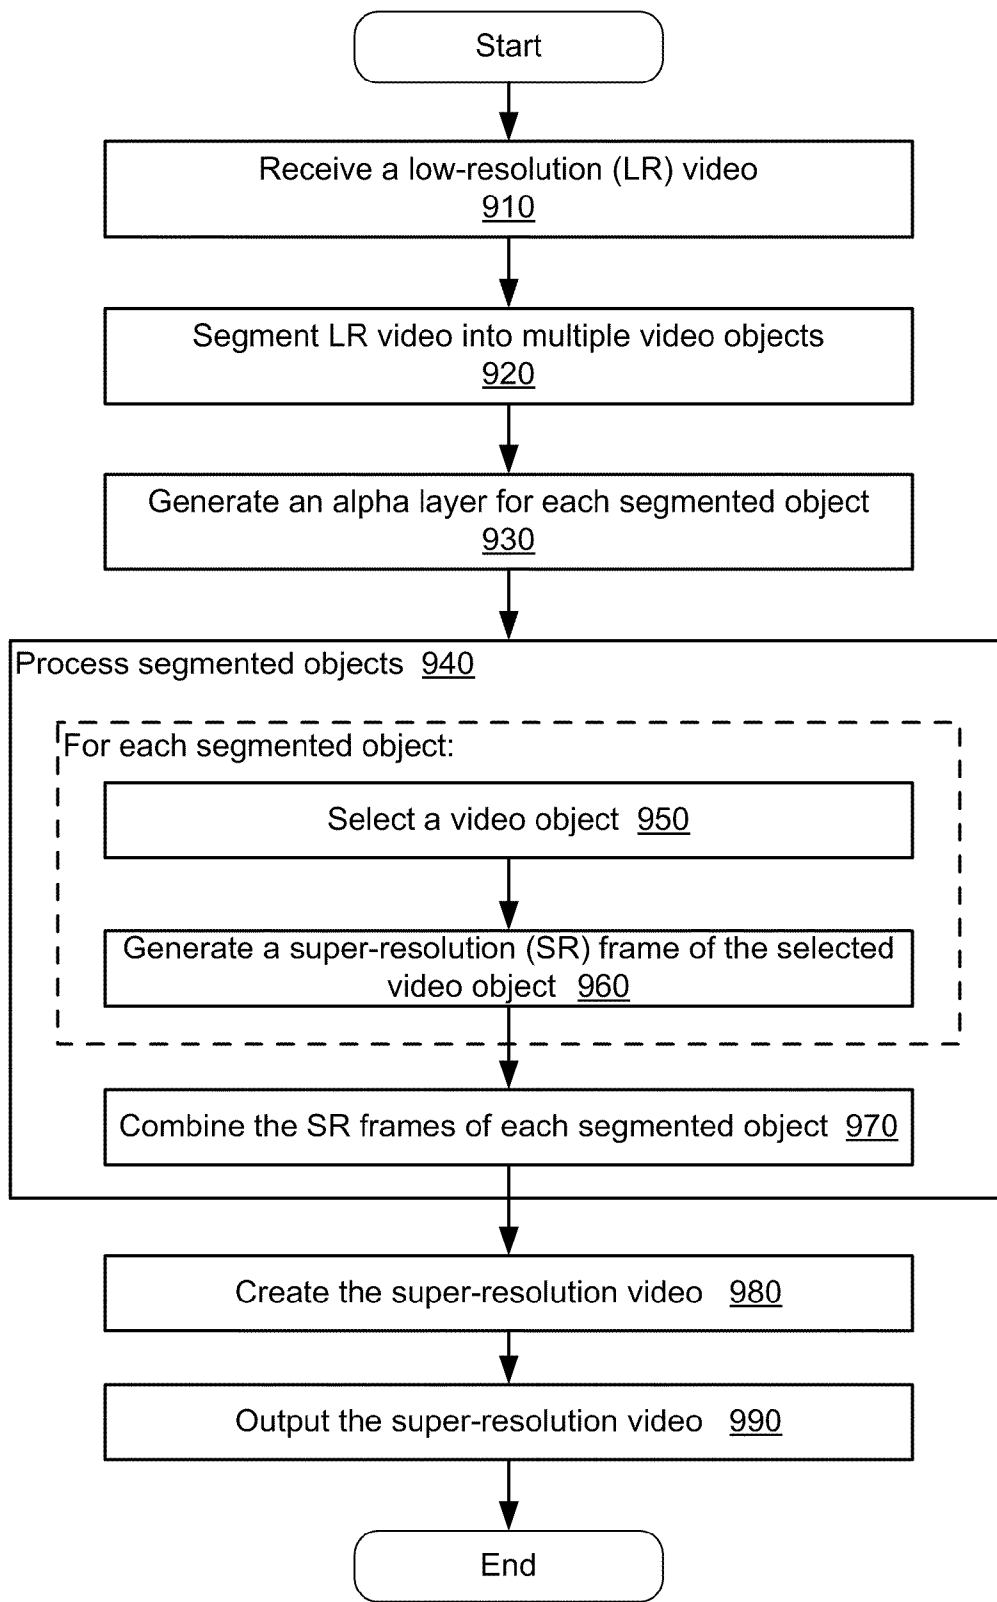 Start
Receive a low-resolution (LR) video
910
Segment LR video into multiple video objects
920
Generate an alpha layer for each segmented object
930
Process segmented objects 940
For each segmented object:
Select a video object 950
Generate a super-resolution (SR) frame of the selected
video object 960
Combine the SR frames of each segmented object 970
Create the super-resolution video 980
Output the super-resolution video 990
End